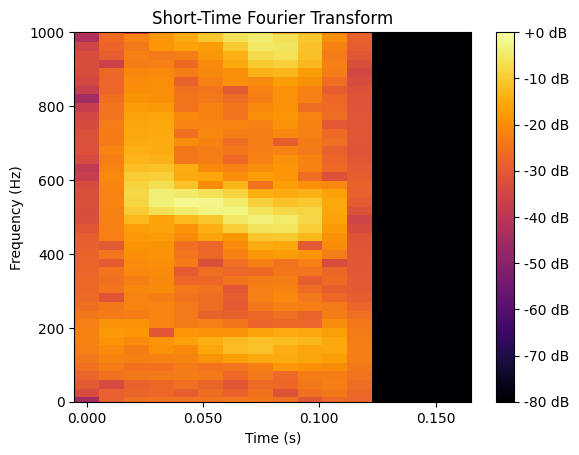 Short-Time Fourier Transform
1000
800
600
400
200
0
Frequency (Hz)
0.000
0.050
0.100
0.150
Time (s)
+0 dB
-10 dB
-20 dB
-30 dB
-40 dB
-50 dB
-60 dB
-70 dB
-80 dB